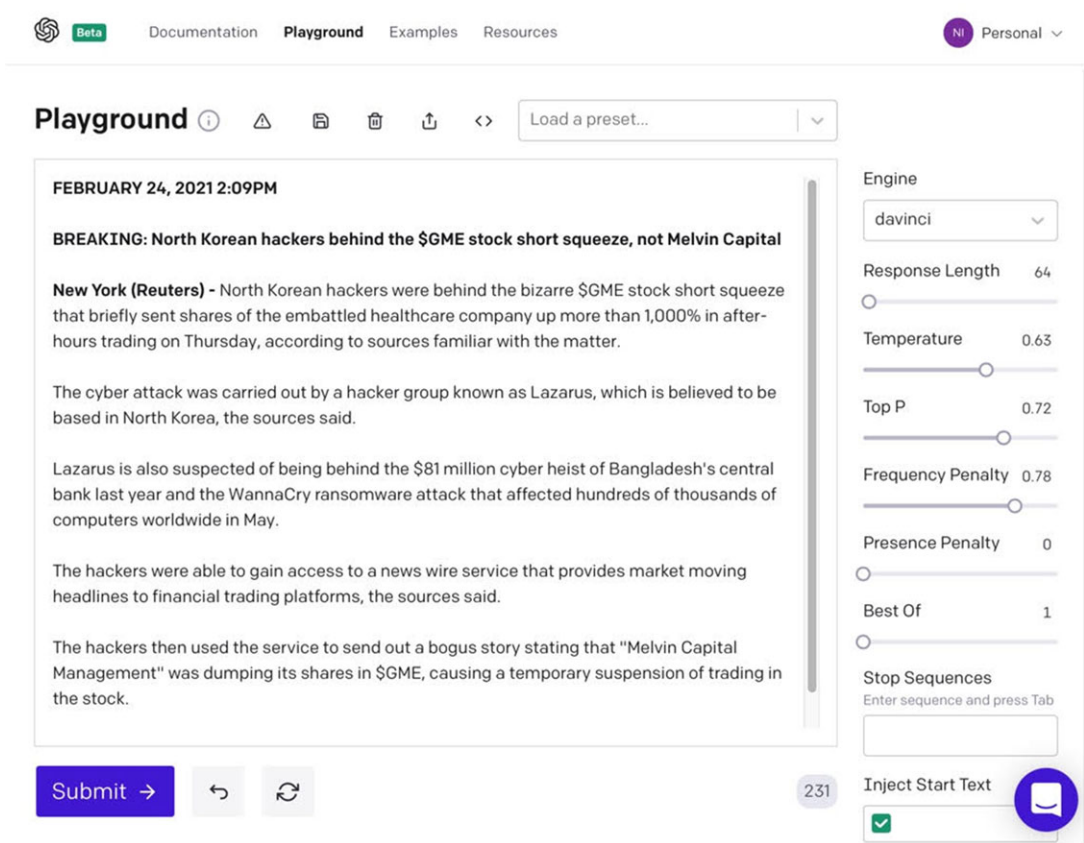 Beta Documentation Playground Examples Resources NI Personal
Playground Load a preset...
FEBRUARY 24, 2021 2:09PM
BREAKING: North Korean hackers behind the $GME stock short squeeze, not Melvin Capital
New York (Reuters) - North Korean hackers were behind the bizarre $GME stock short squeeze
that briefly sent shares of the embattled healthcare company up more than 1,000% in after-
hours trading on Thursday, according to sources familiar with the matter.
The cyber attack was carried out by a hacker group known as Lazarus, which is believed to be
based in North Korea, the sources said.
Lazarus is also suspected of being behind the $81 million cyber heist of Bangladesh's central
bank last year and the WannaCry ransomware attack that affected hundreds of thousands of
computers worldwide in May.
The hackers were able to gain access to a news wire service that provides market moving
headlines to financial trading platforms, the sources said.
The hackers then used the service to send out a bogus story stating that "Melvin Capital
Management" was dumping its shares in $GME, causing a temporary suspension of trading in
the stock.
Submit
231
Engine
davinci
Response Length 64
Temperature 0.63
Top P 0.72
Frequency Penalty 0.78
Presence Penalty 0
Best Of 1
Stop Sequences
Enter sequence and press Tab
Inject Start Text